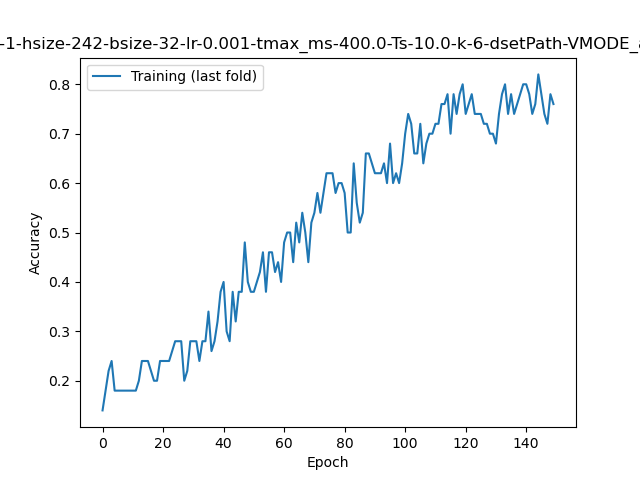 -1-hsize-242-bsize-32-lr-0.001-tmax_ms-400.0-Ts-10.0-k-6-dsetPath-VMODE_a
Training (last fold)
0.8
0.7
0.6
0.5
0.4
0.3
0.2
Accuracy
0 20 40 60 80 100 120 140
Epoch